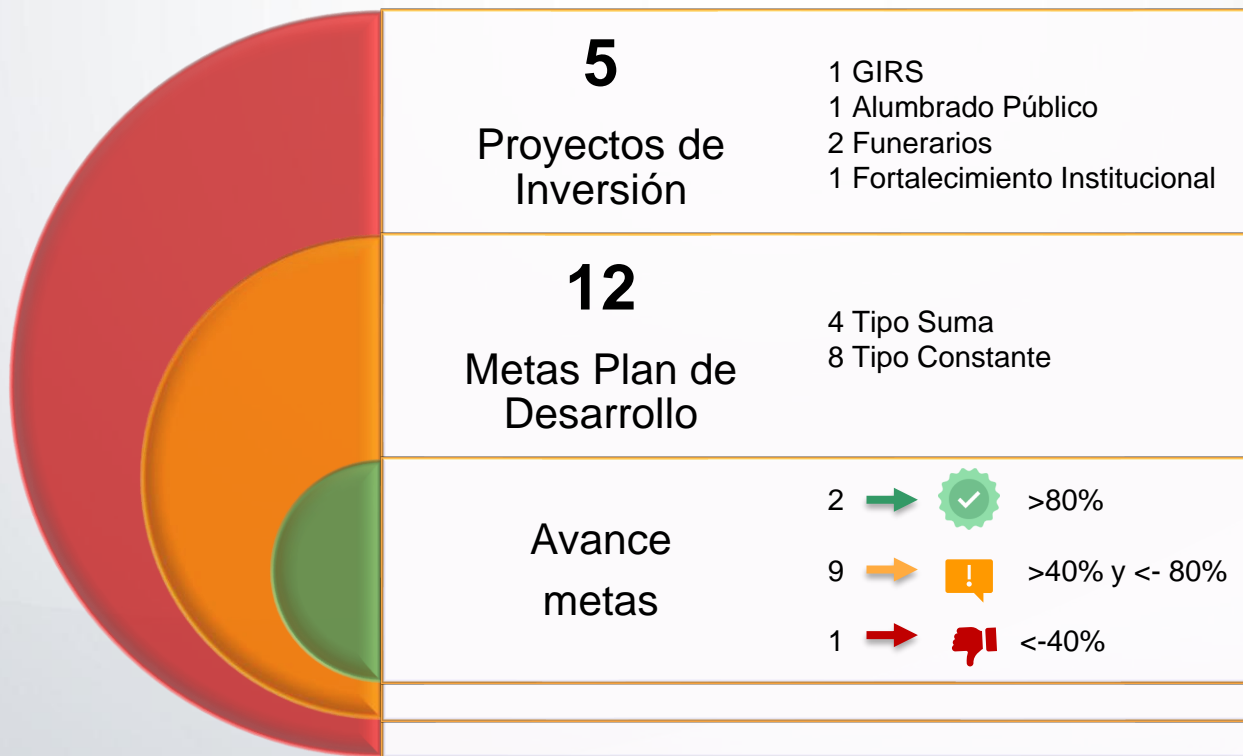 5
Proyectos de
Inversión
1 GIRS
1 Alumbrado Público
2 Funerarios
1 Fortalecimiento Institucional
12
Metas Plan de
Desarrollo
4 Tipo Suma
8 Tipo Constante
Avance
metas
2 >80%
9 ! >40% y <- 80%
1 <-40%